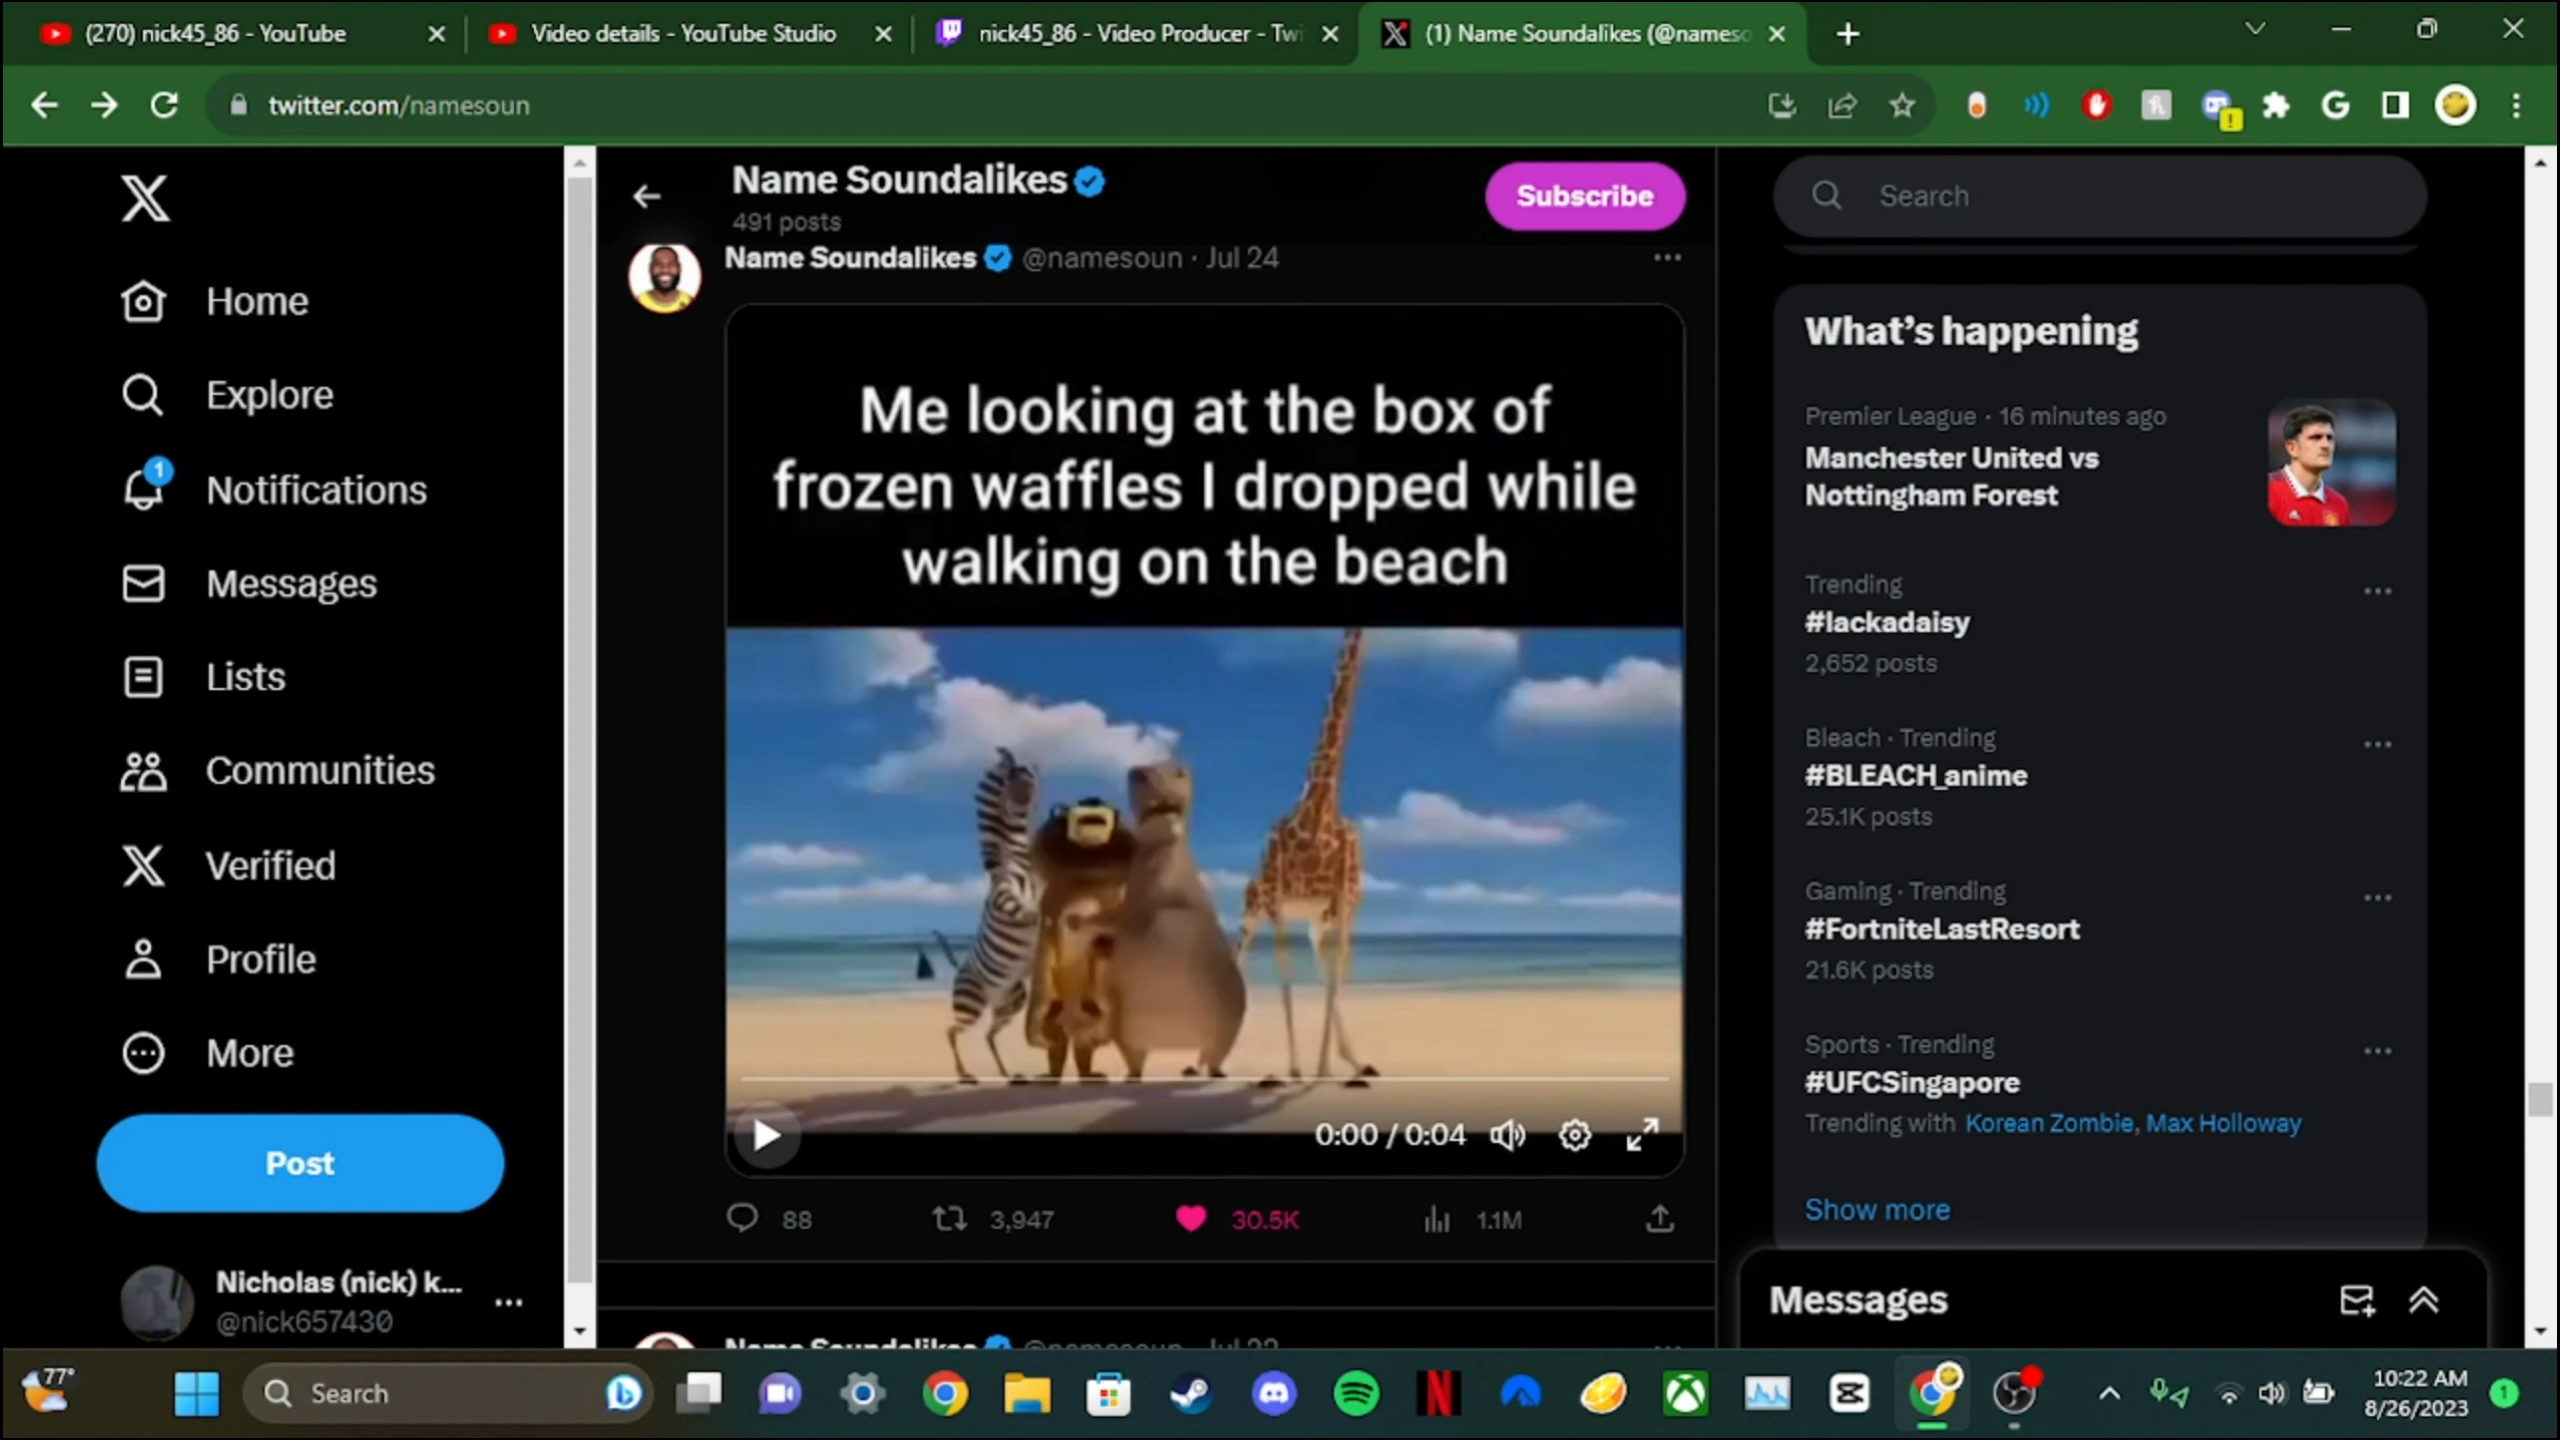 (270) nick45_86 - YouTube
Video details - YouTube Studio
nick45_86 - Video Producer - Twi
(1) Name Soundalikes (@nameso
twitter.com/namesoun
Home
Explore
1
Notifications
Messages
Lists
Communities
Verified
Profile
More
Post
Nicholas (nick) k...
@nick657430
Name Soundalikes
491 posts
Subscribe
Name Soundalikes @namesoun · Jul 24
Me looking at the box of
frozen waffles I dropped while
walking on the beach
0:00 / 0:04
88
3,947
30.5K
1.1M
Name Soundalikes @namesoun · Jul 22
Search
What's happening
Premier League · 16 minutes ago
Manchester United vs
Nottingham Forest
Trending
#lackadaisy
2,652 posts
Bleach · Trending
#BLEACH_anime
25.1K posts
Gaming · Trending
#FortniteLastResort
21.6K posts
Sports · Trending
#UFCSingapore
Trending with Korean Zombie, Max Holloway
Show more
Messages
77°
Search
10:22 AM
8/26/2023
1